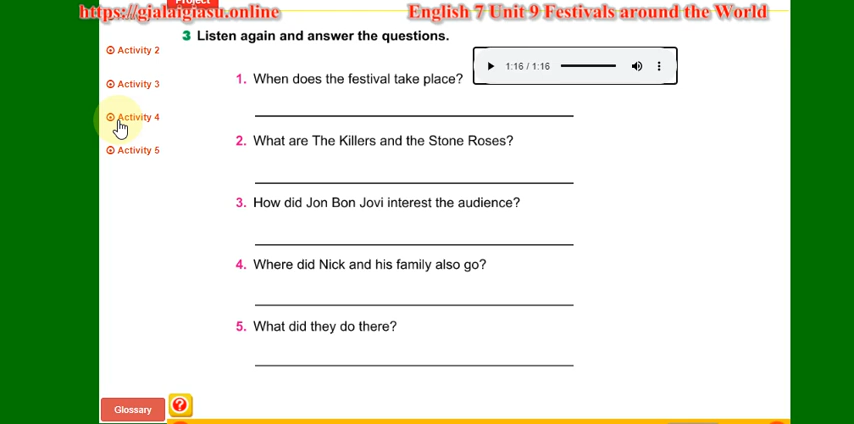 Project
https://gjalaigiasu.online
English 7 Unit 9 Festivals around the World
3 Listen again and answer the questions.
Activity 2
Activity 3
Activity 4
Activity 5
1:16 / 1:16
1. When does the festival take place?
2. What are The Killers and the Stone Roses?
3. How did Jon Bon Jovi interest the audience?
4. Where did Nick and his family also go?
5. What did they do there?
Glossary
?